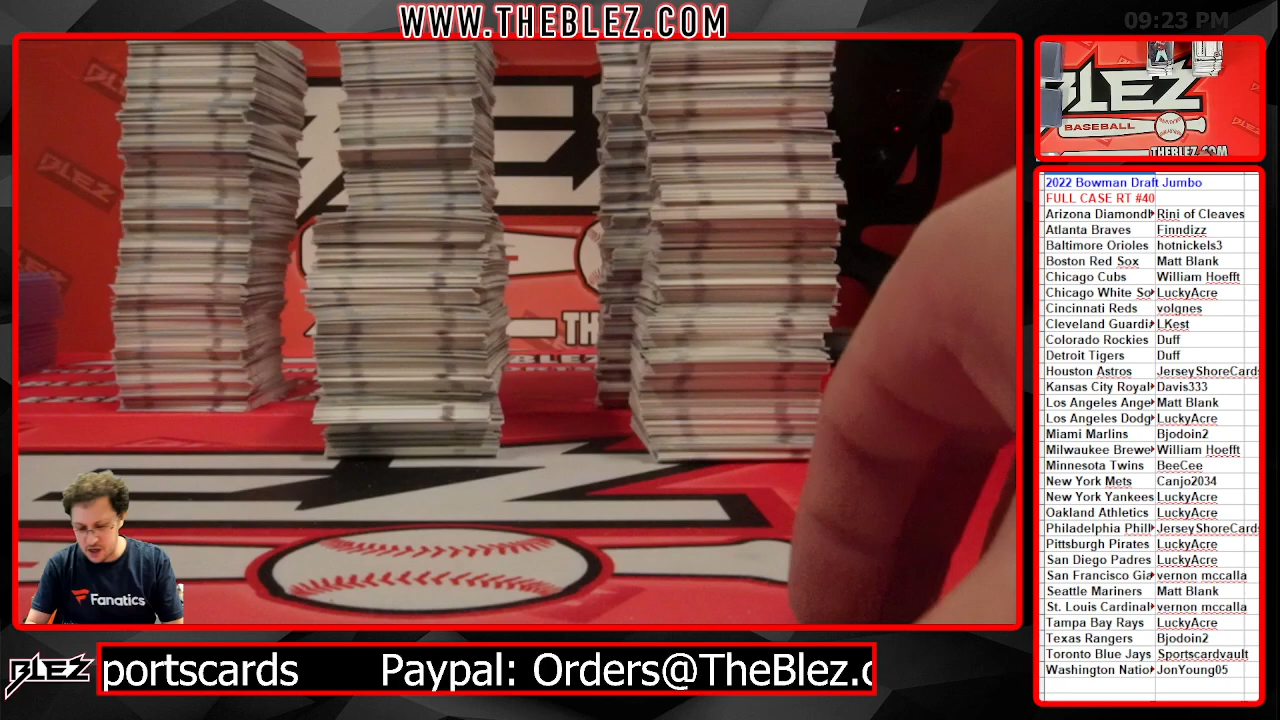 WWW.THEBLEZ.COM
09:23 PM
BLEZ
BLEZ
TH
Fanatics
BLEZ
BASEBALL
THEBLEZ.COM
2022 Bowman Draft Jumbo
FULL CASE RT #40
Arizona Diamond Rini of Cleaves
Atlanta Braves Finndizz
Baltimore Orioles hotnickels3
Boston Red Sox Matt Blank
Chicago Cubs William Hoefft
Chicago White So LuckyAcre
Cincinnati Reds volgnes
Cleveland Guardi LKest
Colorado Rockies Duff
Detroit Tigers Duff
Houston Astros JerseyShoreCards
Kansas City Royal Davis333
Los Angeles Ange Matt Blank
Los Angeles Dodg LuckyAcre
Miami Marlins Bjodoin2
Milwaukee Brewe William Hoefft
Minnesota Twins BeeCee
New York Mets Canjo2034
New York Yankees LuckyAcre
Oakland Athletics LuckyAcre
Philadelphia Phill JerseyShoreCards
Pittsburgh Pirates LuckyAcre
San Diego Padres LuckyAcre
San Francisco Gia vernon mccalla
Seattle Mariners Matt Blank
St. Louis Cardinal vernon mccalla
Tampa Bay Rays LuckyAcre
Texas Rangers Bjodoin2
Toronto Blue Jays Sportscardvault
Washington Natio JonYoung05
BLEZ
portscards Paypal: Orders@TheBlez.c